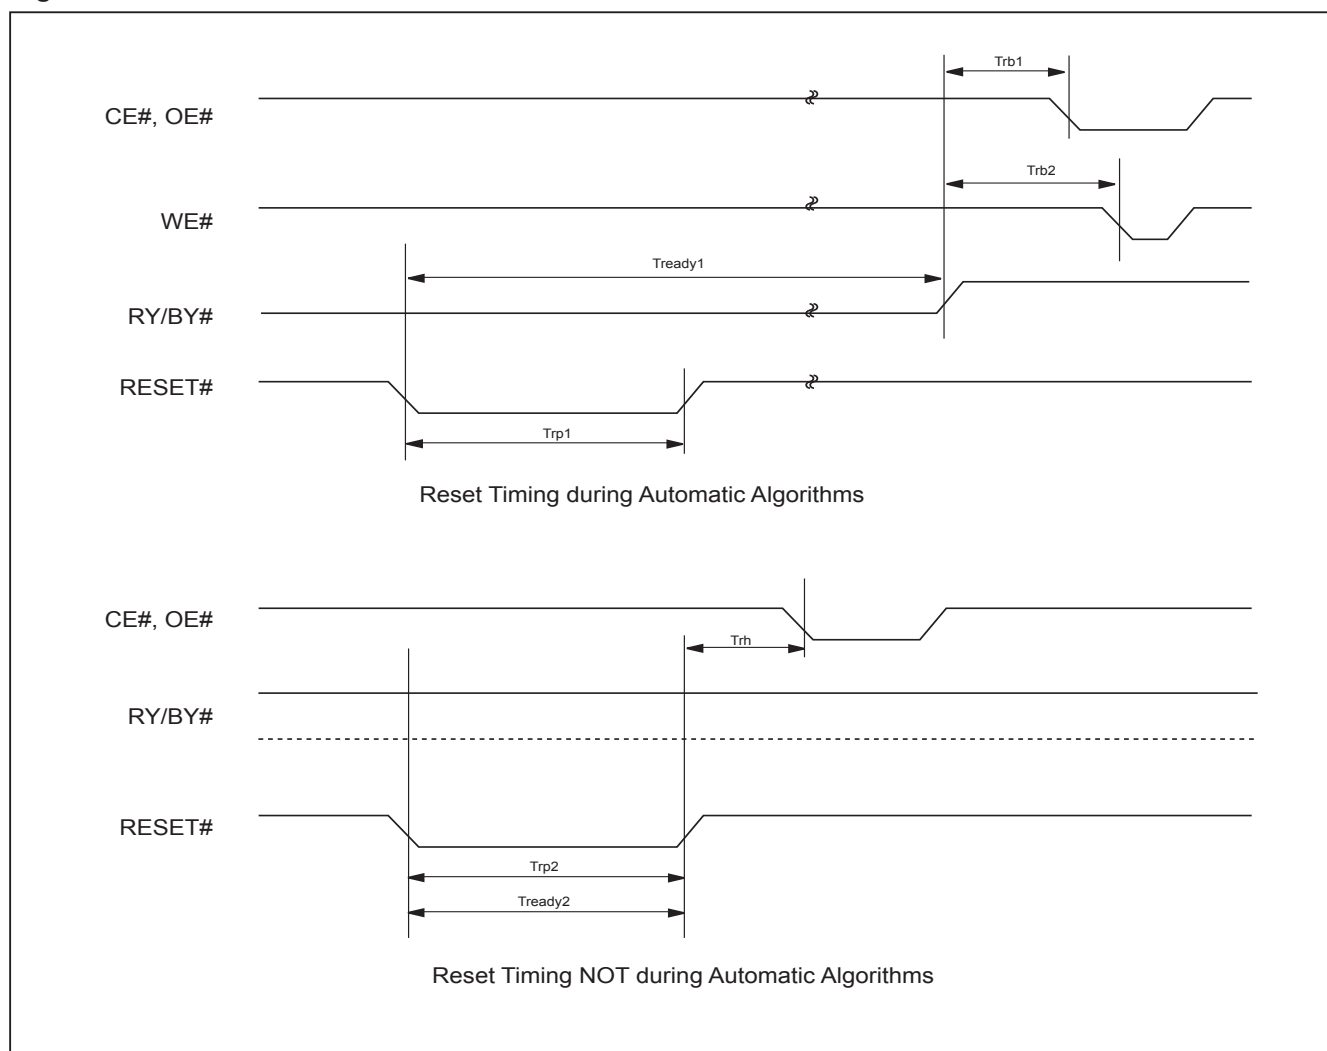 Trb1
CE#, OE#
Trb2
WE#
Tready1
RY/BY#
RESET#
Trp1
Reset Timing during Automatic Algorithms
CE#, OE#
Trh
RY/BY#
RESET#
Trp2
Tready2
Reset Timing NOT during Automatic Algorithms